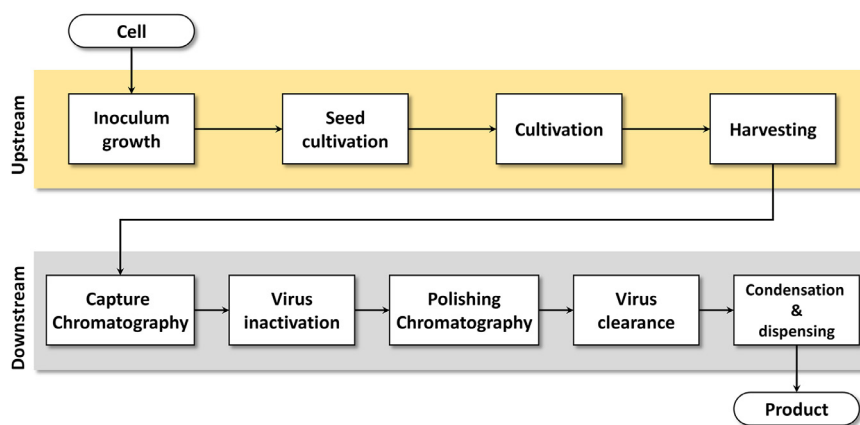 Cell
Upstream
Inoculum
growth
Seed
cultivation
Cultivation
Harvesting
Downstream
Capture
Chromatography
Virus
inactivation
Polishing
Chromatography
Virus
clearance
Condensation
&
dispensing
Product